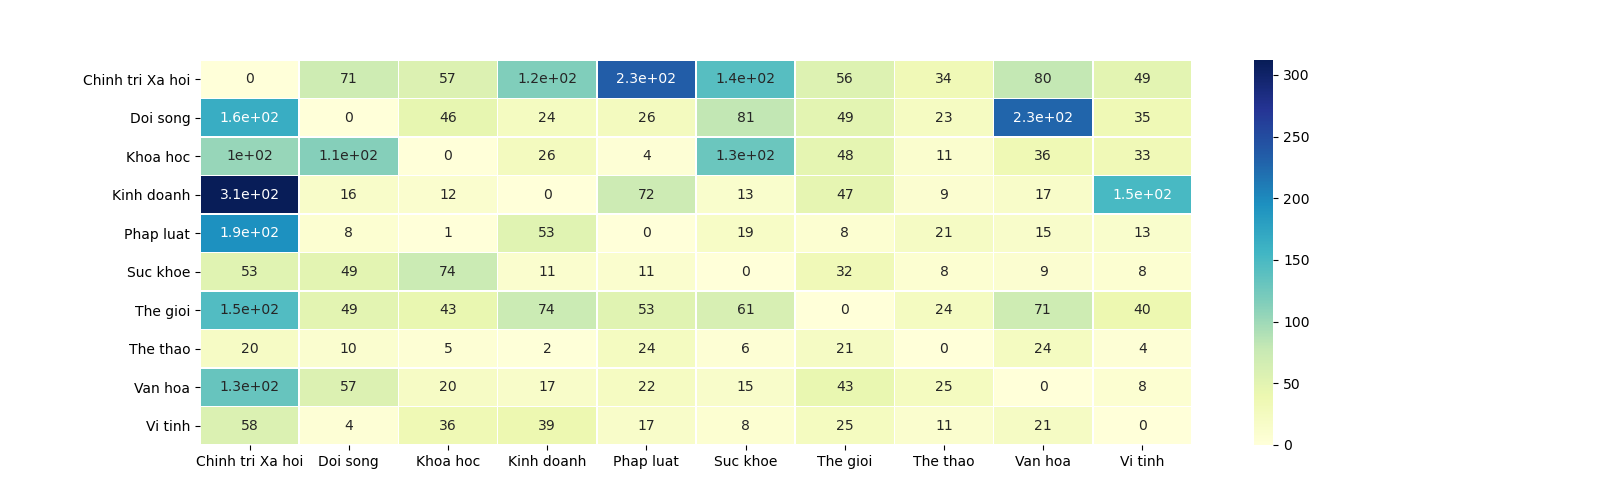 Chinh tri Xa hoi 0 71 57 1.2e+02 2.3e+02 1.4e+02 56 34 80 49
Doi song 1.6e+02 0 46 24 26 81 49 23 2.3e+02 35
Khoa hoc 1e+02 1.1e+02 0 26 4 1.3e+02 48 11 36 33
Kinh doanh 3.1e+02 16 12 0 72 13 47 9 17 1.5e+02
Phap luat 1.9e+02 8 1 53 0 19 8 21 15 13
Suc khoe 53 49 74 11 11 0 32 8 9 8
The gioi 1.5e+02 49 43 74 53 61 0 24 71 40
The thao 20 10 5 2 24 6 21 0 24 4
Van hoa 1.3e+02 57 20 17 22 15 43 25 0 8
Vi tinh 58 4 36 39 17 8 25 11 21 0
Chinh tri Xa hoi Doi song Khoa hoc Kinh doanh Phap luat Suc khoe The gioi The thao Van hoa Vi tinh
300
250
200
150
100
50
0